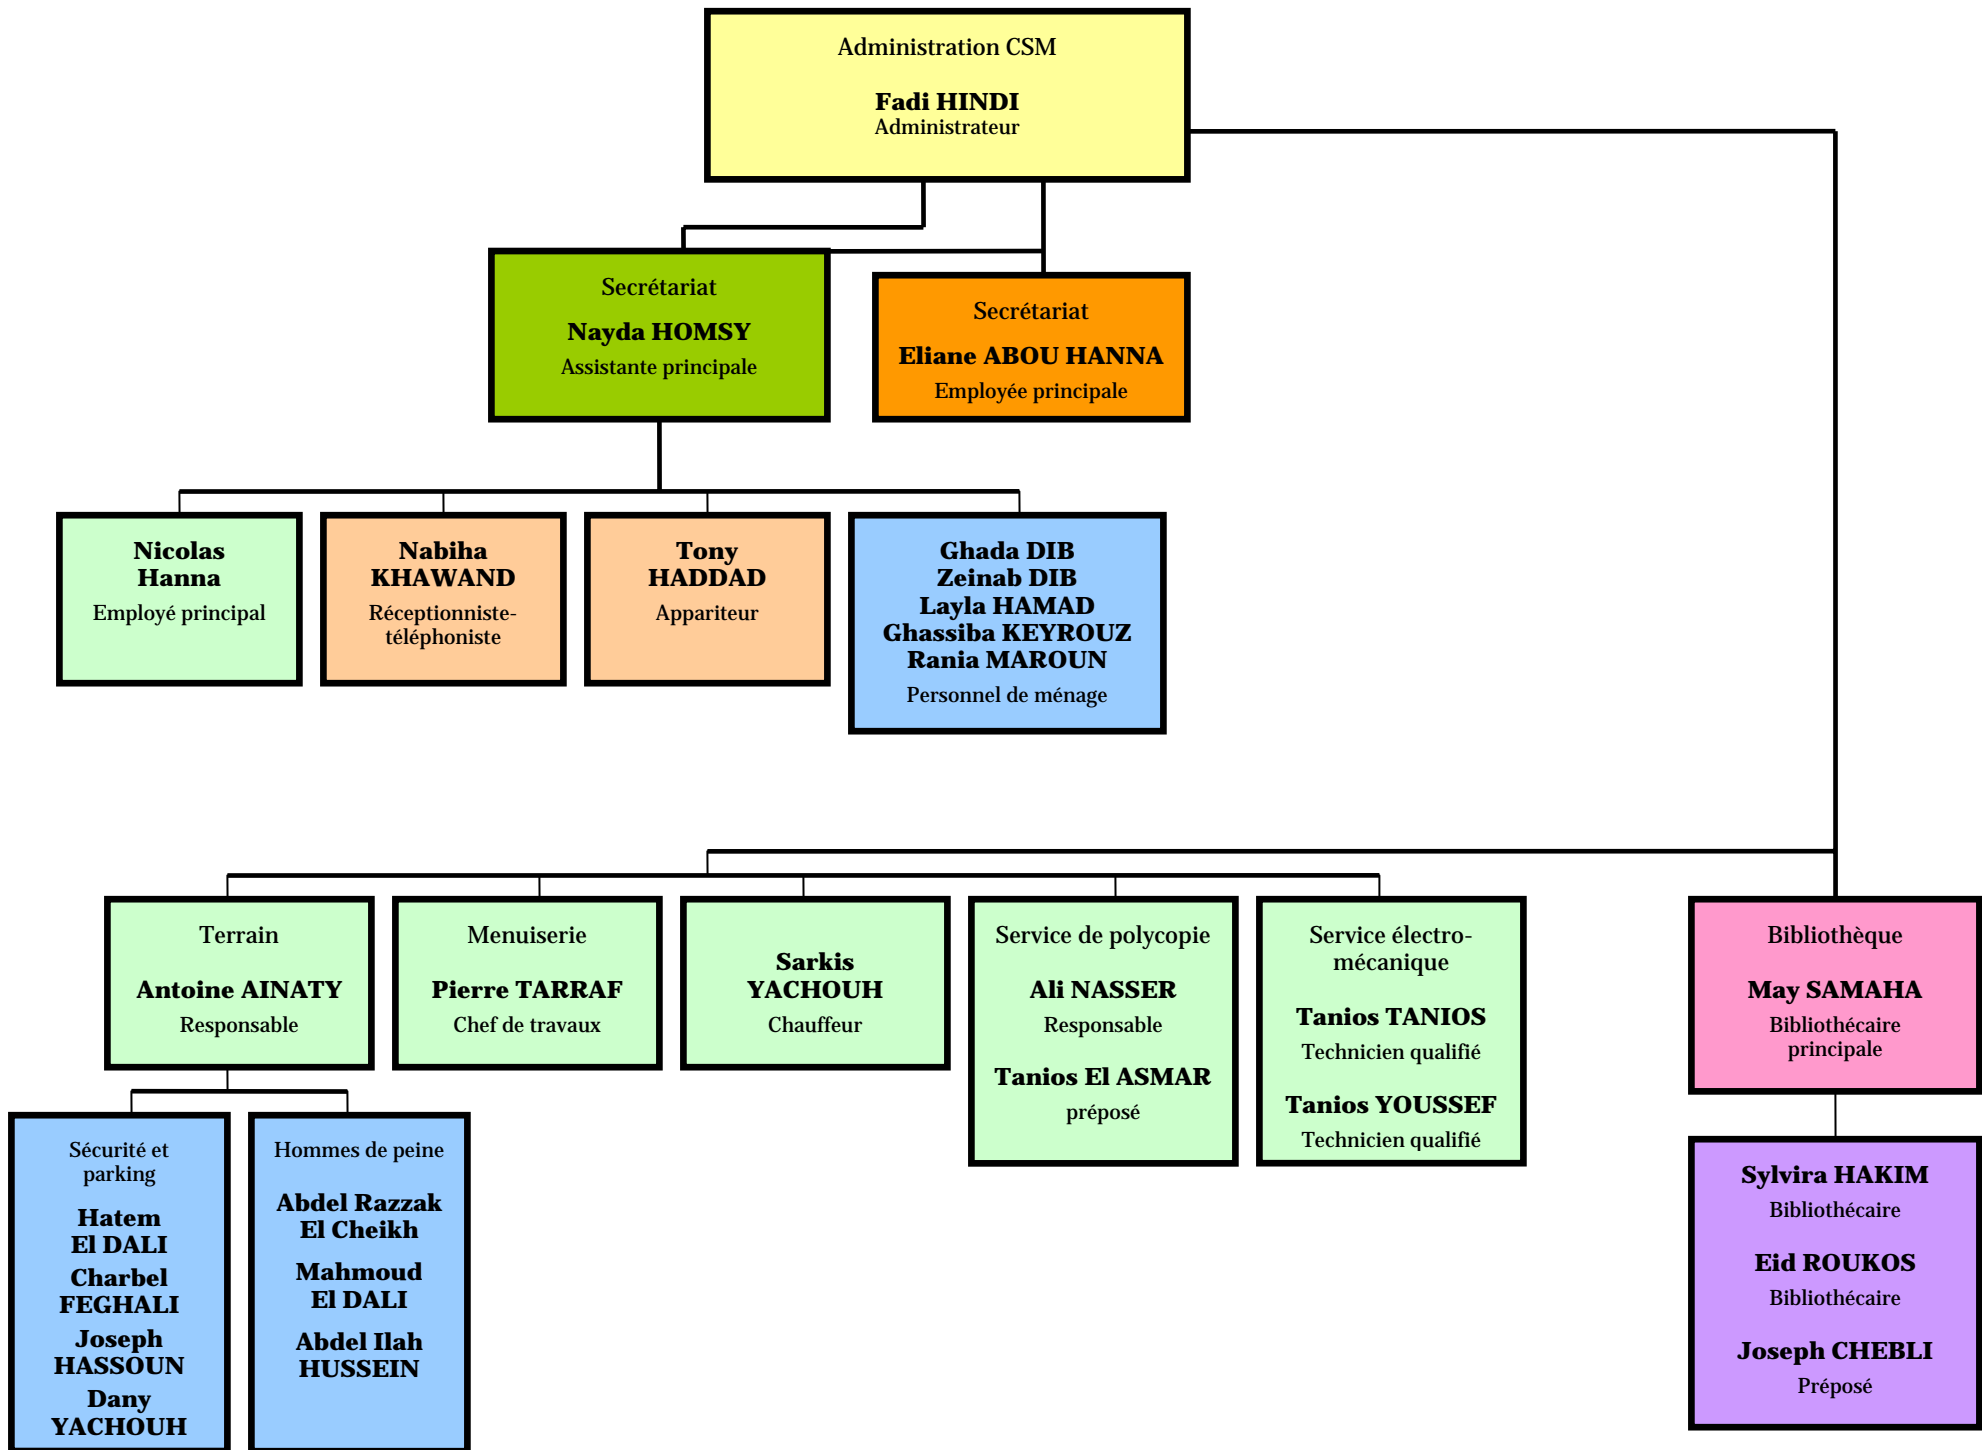 Administration CSM
Fadi HINDI
Administrateur
Secrétariat
Nayda HOMSY
Assistante principale
Secrétariat
Eliane ABOU HANNA
Employée principale
Nicolas
Hanna
Employé principal
Nabiha
KHAWAND
Réceptionniste-
téléphoniste
Tony
HADDAD
Appariteur
Ghada DIB
Zeinab DIB
Layla HAMAD
Ghassiba KEYROUZ
Rania MAROUN
Personnel de ménage
Terrain
Antoine AINATY
Responsable
Menuiserie
Pierre TARRAF
Chef de travaux
Sarkis
YACHOUH
Chauffeur
Service de polycopie
Ali NASSER
Responsable
Tanios El ASMAR
préposé
Service électro-
mécanique
Tanios TANIOS
Technicien qualifié
Tanios YOUSSEF
Technicien qualifié
Bibliothèque
May SAMAHA
Bibliothécaire
principale
Sécurité et
parking
Hatem
El DALI
Charbel
FEGHALI
Joseph
HASSOUN
Dany
YACHOUH
Hommes de peine
Abdel Razzak
El Cheikh
Mahmoud
El DALI
Abdel Ilah
HUSSEIN
Sylvira HAKIM
Bibliothécaire
Eid ROUKOS
Bibliothécaire
Joseph CHEBLI
Préposé